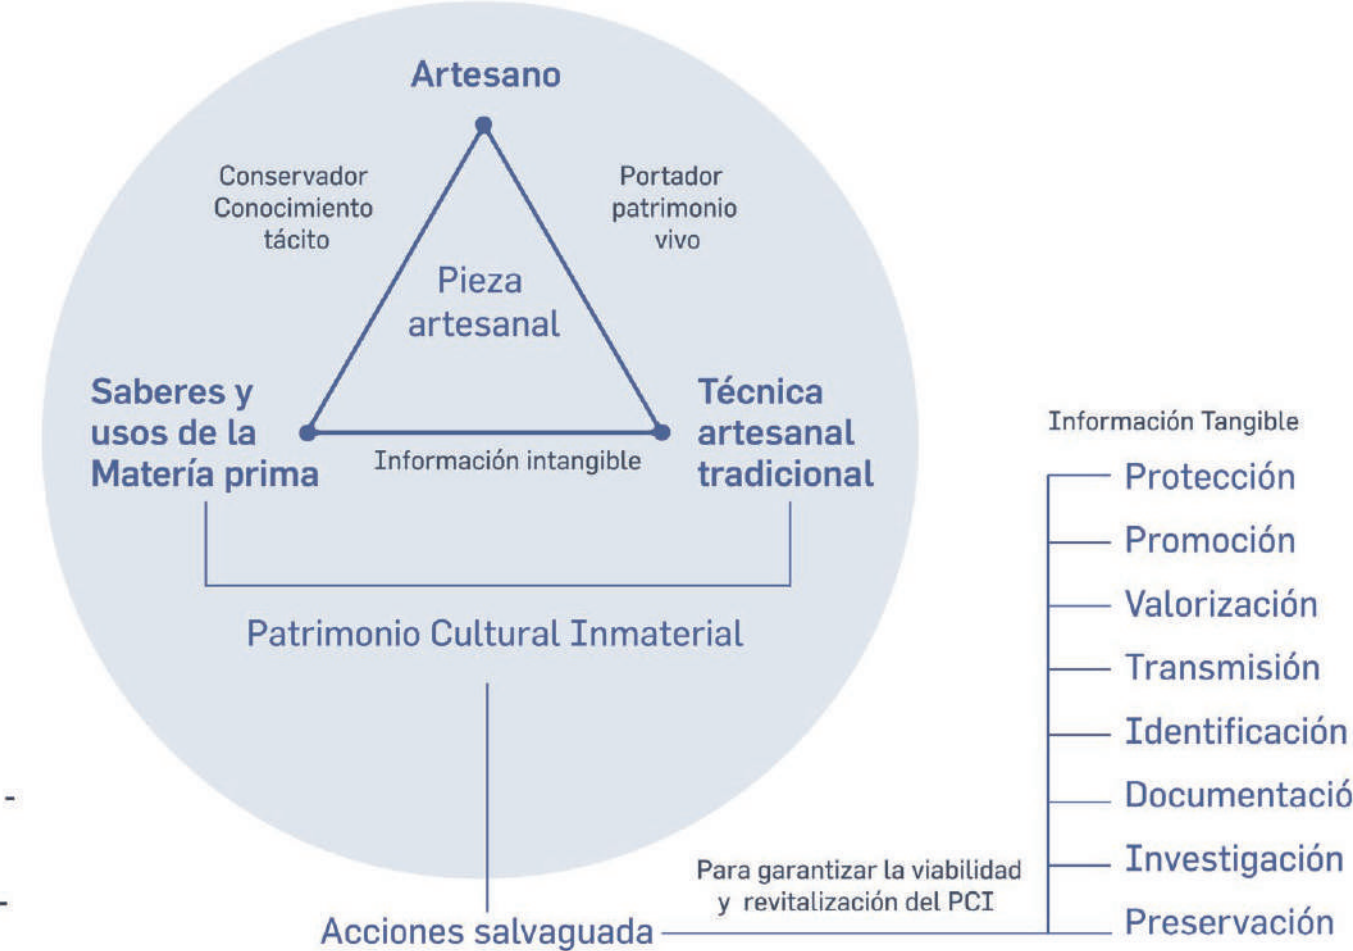 Artesano
Conservador
Conocimiento
tácito
Portador
patrimonio
vivo
Pieza
artesanal
Saberes y
usos de la
Matería prima
Técnica
artesanal
tradicional
Información intangible
Patrimonio Cultural Inmaterial
Acciones salvaguada
Para garantizar la viabilidad
y revitalización del PCI
Información Tangible
Protección
Promoción
Valorización
Transmisión
Identificación
Documentació
Investigación
Preservación
-
-